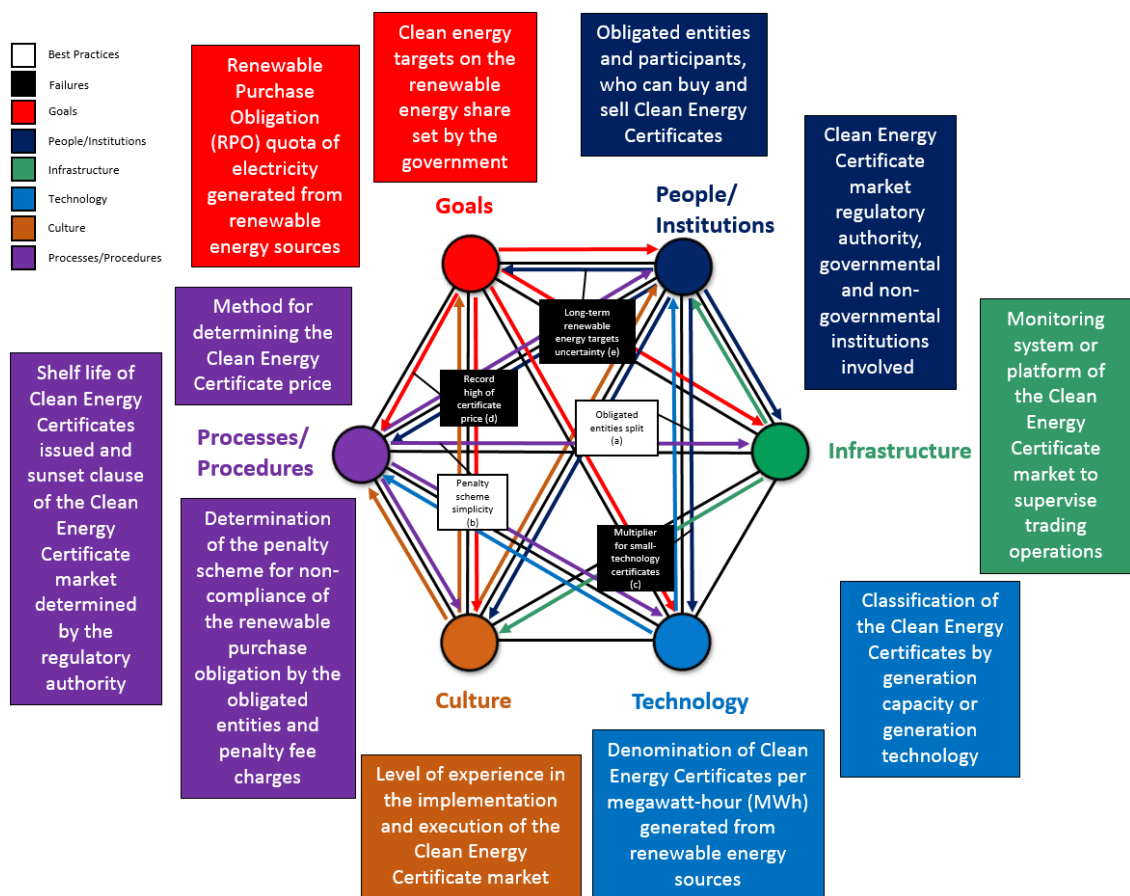 Best Practices
Failures
Goals
People/Institutions
Infrastructure
Technology
Culture
Processes/Procedures
Renewable
Purchase
Obligation
(RPO) quota of
electricity
generated from
renewable
energy sources
Clean energy
targets on the
renewable
energy share
set by the
government
Obligated entities
and participants,
who can buy and
sell Clean Energy
Certificates
Clean Energy
Certificate
market
regulatory
authority,
governmental
and non-
governmental
institutions
involved
Goals
People/
Institutions
Method for
determining the
Clean Energy
Certificate price
Long-term
renewable
energy targets
uncertainty (e)
Monitoring
system or
platform of
the Clean
Energy
Certificate
market to
supervise
trading
operations
Shelf life of
Clean Energy
Certificates
issued and
sunset clause
of the Clean
Energy
Certificate
market
determined
by the
regulatory
authority
Record
high of
certificate
price (d)
Obligated
entities split
(a)
Processes/
Procedures
Infrastructure
Penalty
scheme
simplicity
(b)
Multiplier
for small-
technology
certificates
(c)
Determination
of the penalty
scheme for non-
compliance of
the renewable
purchase
obligation by the
obligated
entities and
penalty fee
charges
Classification of
the Clean Energy
Certificates by
generation
capacity or
generation
technology
Culture
Technology
Level of experience in
the implementation
and execution of the
Clean Energy
Certificate market
Denomination of Clean
Energy Certificates per
megawatt-hour (MWh)
generated from
renewable energy
sources